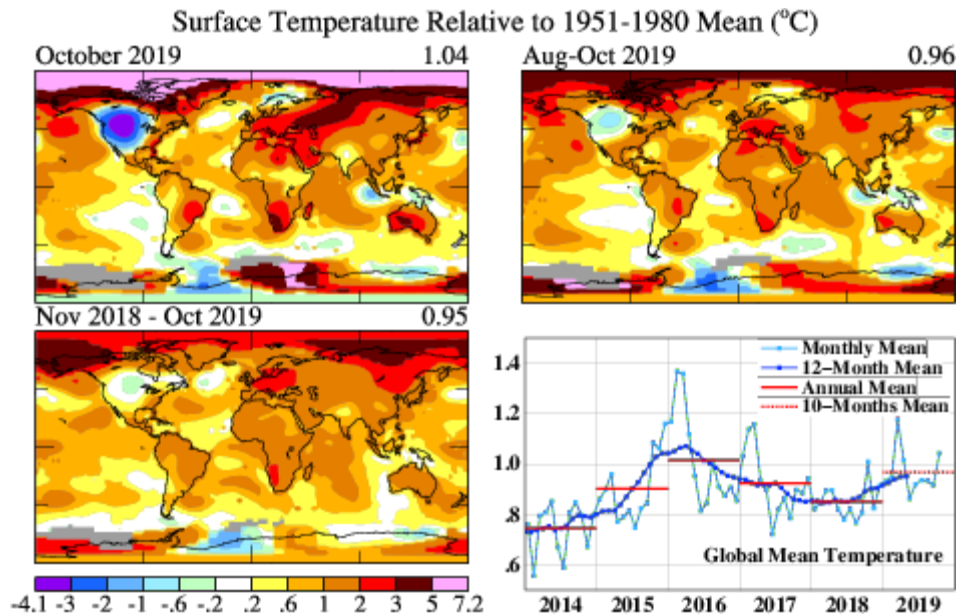 Surface Temperature Relative to 1951-1980 Mean (°C)
October 2019 1.04
Aug-Oct 2019 0.96
Nov 2018 - Oct 2019 0.95
Monthly Mean
12-Month Mean
Annual Mean
10-Months Mean
1.4
1.2
1.0
.8
.6
Global Mean Temperature
2014 2015 2016 2017 2018 2019
-4.1 -3 -2 -1 -.6 -.2 .2 .6 1 2 3 5 7.2